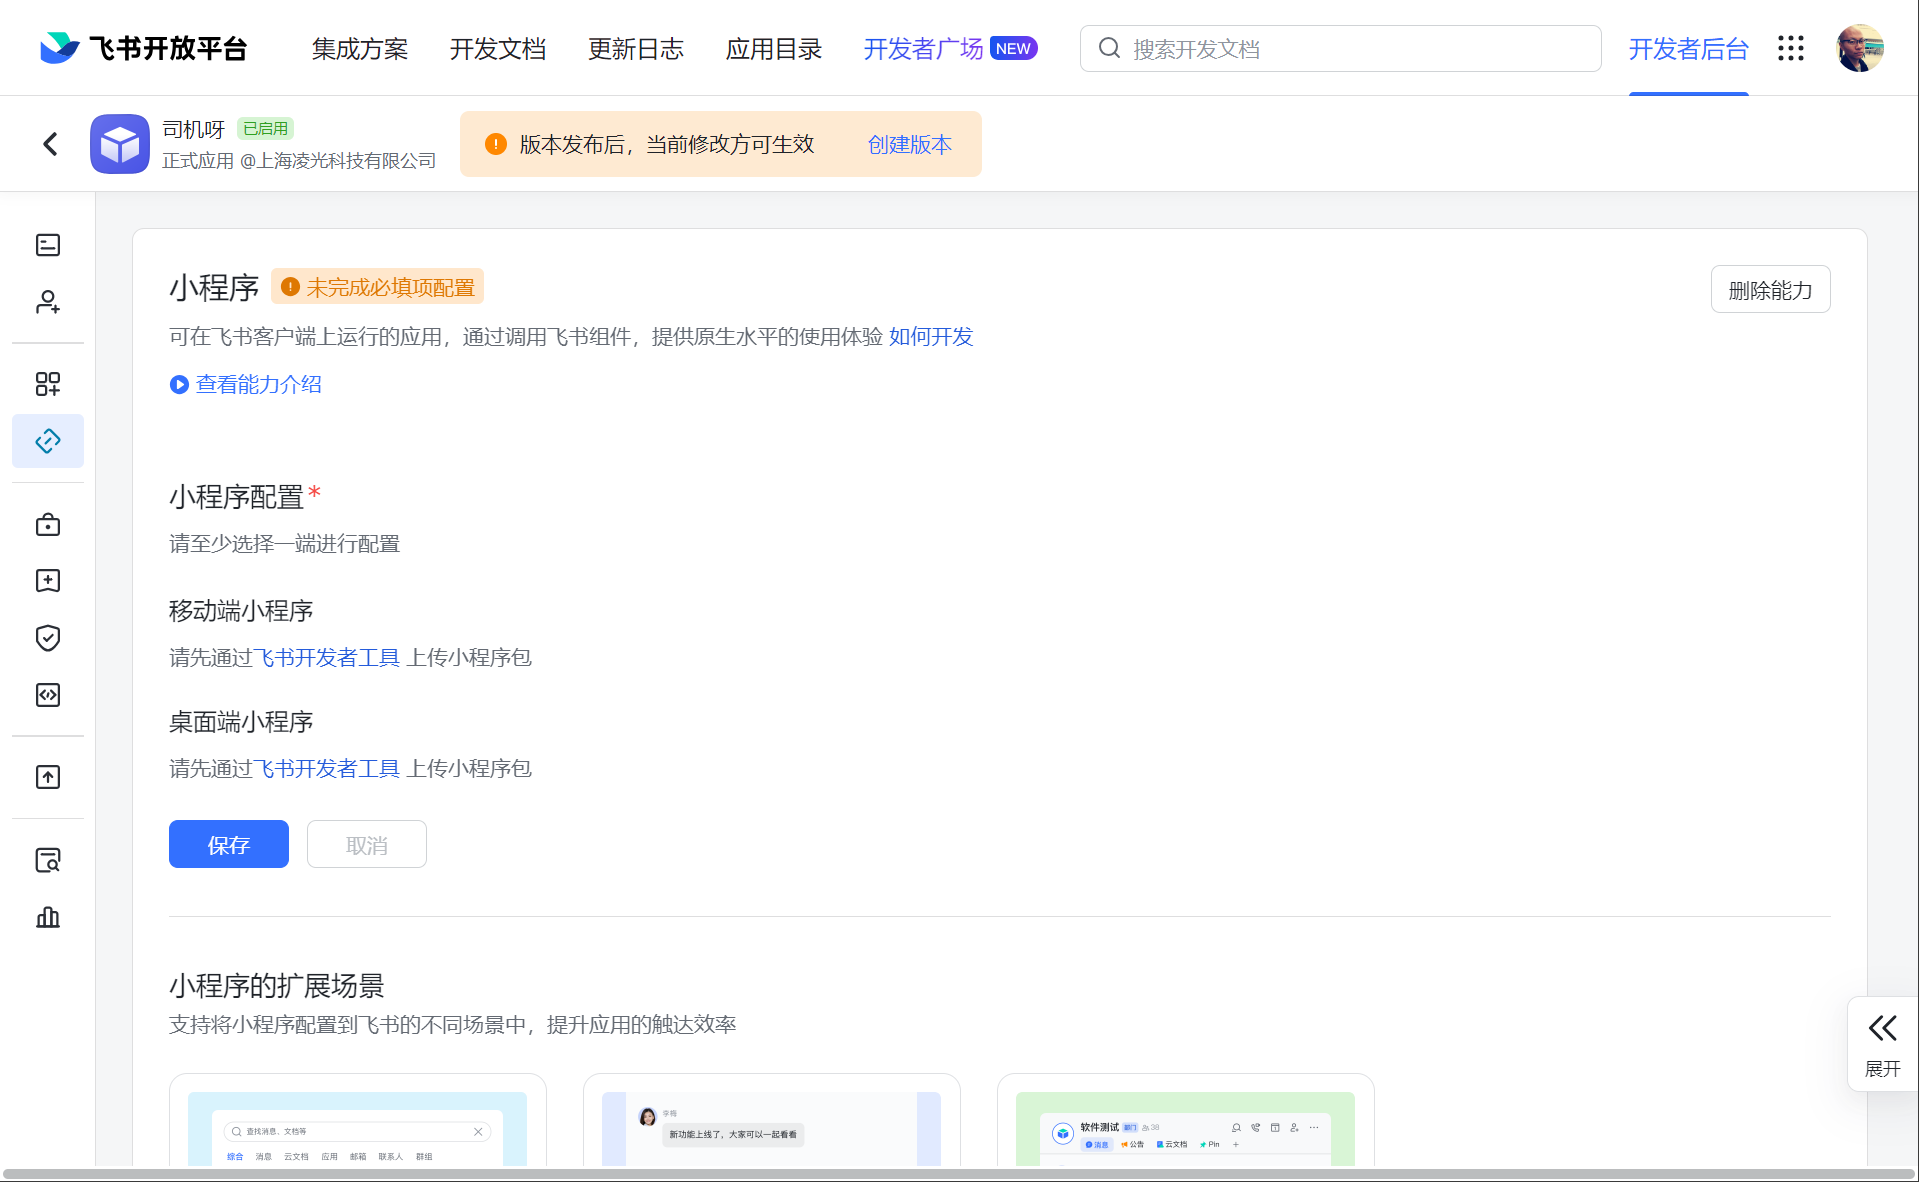 飞书开放平台
集成方案
开发文档
更新日志
应用目录
开发者广场 NEW
搜索开发文档
开发者后台
司机呀 已启用
正式应用 @上海凌光科技有限公司
版本发布后，当前修改方可生效 创建版本
小程序 未完成必填项配置
删除能力
可在飞书客户端上运行的应用，通过调用飞书组件，提供原生水平的使用体验 如何开发
查看能力介绍
小程序配置*
请至少选择一端进行配置
移动端小程序
请先通过飞书开发者工具 上传小程序包
桌面端小程序
请先通过飞书开发者工具 上传小程序包
保存 取消
小程序的扩展场景
支持将小程序配置到飞书的不同场景中，提升应用的触达效率
展开
查找消息、文档等
综合 消息 云文档 应用 邮箱 联系人 群组
李梅
新功能上线了，大家可以一起看看
软件测试 部门 38
消息 公告 云文档 Pin +